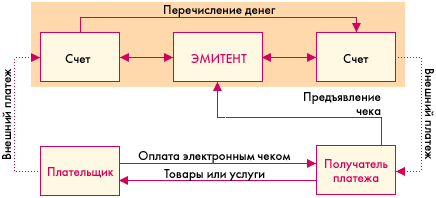 Перечисление денег
Счет
ЭМИТЕНТ
Счет
Внешний платеж
Внешний платеж
Предъявление
чека
Плательщик
Оплата электронным чеком
Товары или услуги
Получатель
платежа